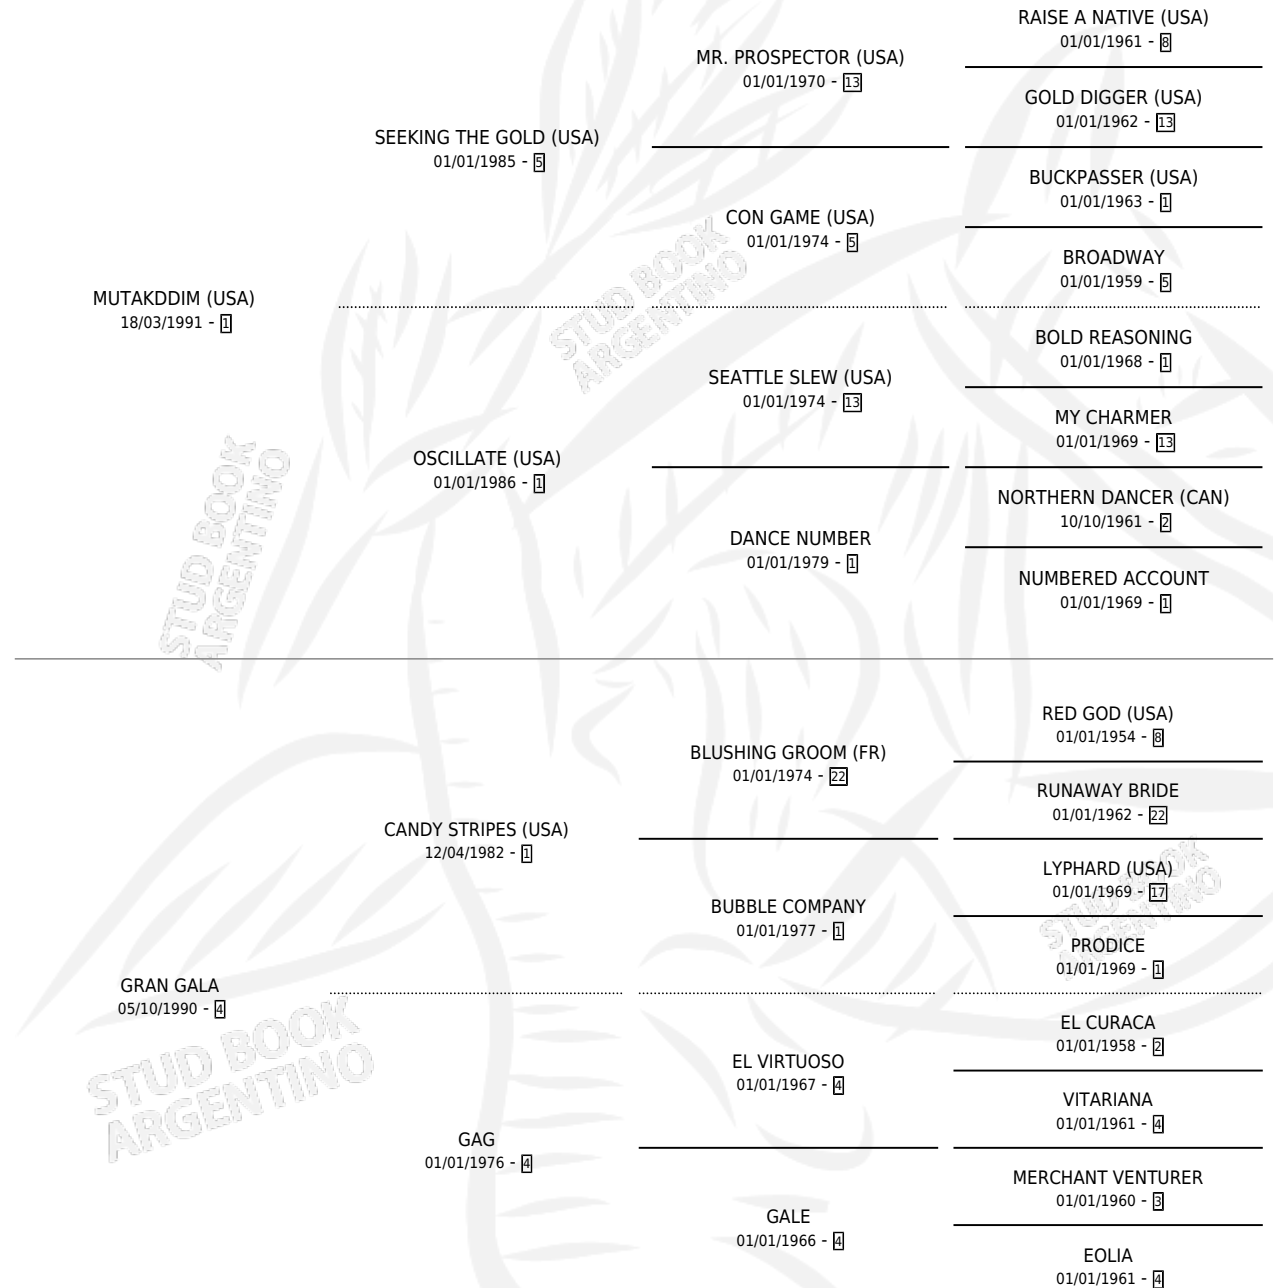 RAISE A NATIVE (USA)
01/01/1961 - 8
MR. PROSPECTOR (USA)
01/01/1970 - 13
GOLD DIGGER (USA)
01/01/1962 - 13
SEEKING THE GOLD (USA)
01/01/1985 - 5
BUCKPASSER (USA)
01/01/1963 - 1
CON GAME (USA)
01/01/1974 - 5
BROADWAY
01/01/1959 - 5
MUTAKDDIM (USA)
18/03/1991 - 1
BOLD REASONING
01/01/1968 - 1
SEATTLE SLEW (USA)
01/01/1974 - 13
MY CHARMER
01/01/1969 - 13
OSCILLATE (USA)
01/01/1986 - 1
NORTHERN DANCER (CAN)
10/10/1961 - 2
DANCE NUMBER
01/01/1979 - 1
NUMBERED ACCOUNT
01/01/1969 - 1
RED GOD (USA)
01/01/1954 - 8
BLUSHING GROOM (FR)
01/01/1974 - 22
RUNAWAY BRIDE
01/01/1962 - 22
CANDY STRIPES (USA)
12/04/1982 - 1
LYPHARD (USA)
01/01/1969 - 17
BUBBLE COMPANY
01/01/1977 - 1
PRODICE
01/01/1969 - 1
GRAN GALA
05/10/1990 - 4
EL CURACA
01/01/1958 - 2
EL VIRTUOSO
01/01/1967 - 4
VITARIANA
01/01/1961 - 4
GAG
01/01/1976 - 4
MERCHANT VENTURER
01/01/1960 - 3
GALE
01/01/1966 - 4
EOLIA
01/01/1961 - 4
STUD BOOK
ARGENTINO
STUD BOOK
ARGENTINO
STUD BOOK
ARGENTINO
STUD BOOK
ARGENTINO